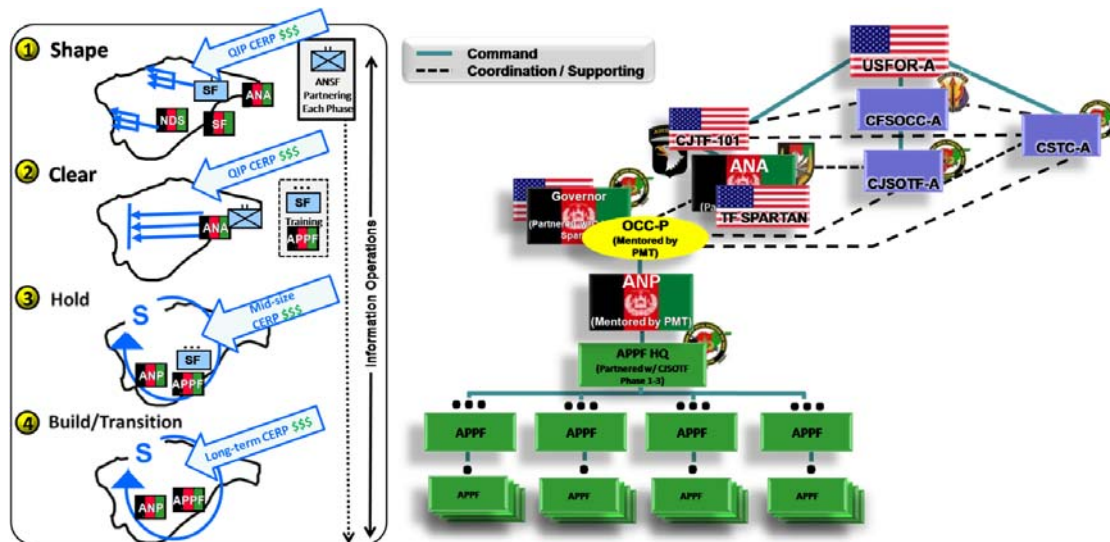 1 Shape
QIP CERP $$$
SF
ANA
NDS
SF
ANSF
Partnering
Each Phase
2 Clear
QIP CERP $$$
ANA
SF
Training
APPF
3 Hold
S
Mid-size
CERP $$$
SF
ANP
APPF
4 Build/Transition
S
Long-term CERP $$$
ANP
APPF
Information Operations
Command
Coordination / Supporting
USFOR-A
CFSOCC-A
CSTC-A
CJTF-101
ANA
CJSOTF-A
TF SPARTAN
Governor
(Partnered
Spartan
OCC-P
(Mentored by
PMT)
ANP
(Mentored by PMT)
APPF HQ
(Partnered w/ CJSOTF
Phase 1-3)
APPF
APPF
APPF
APPF
APPF
APPF
APPF
APPF